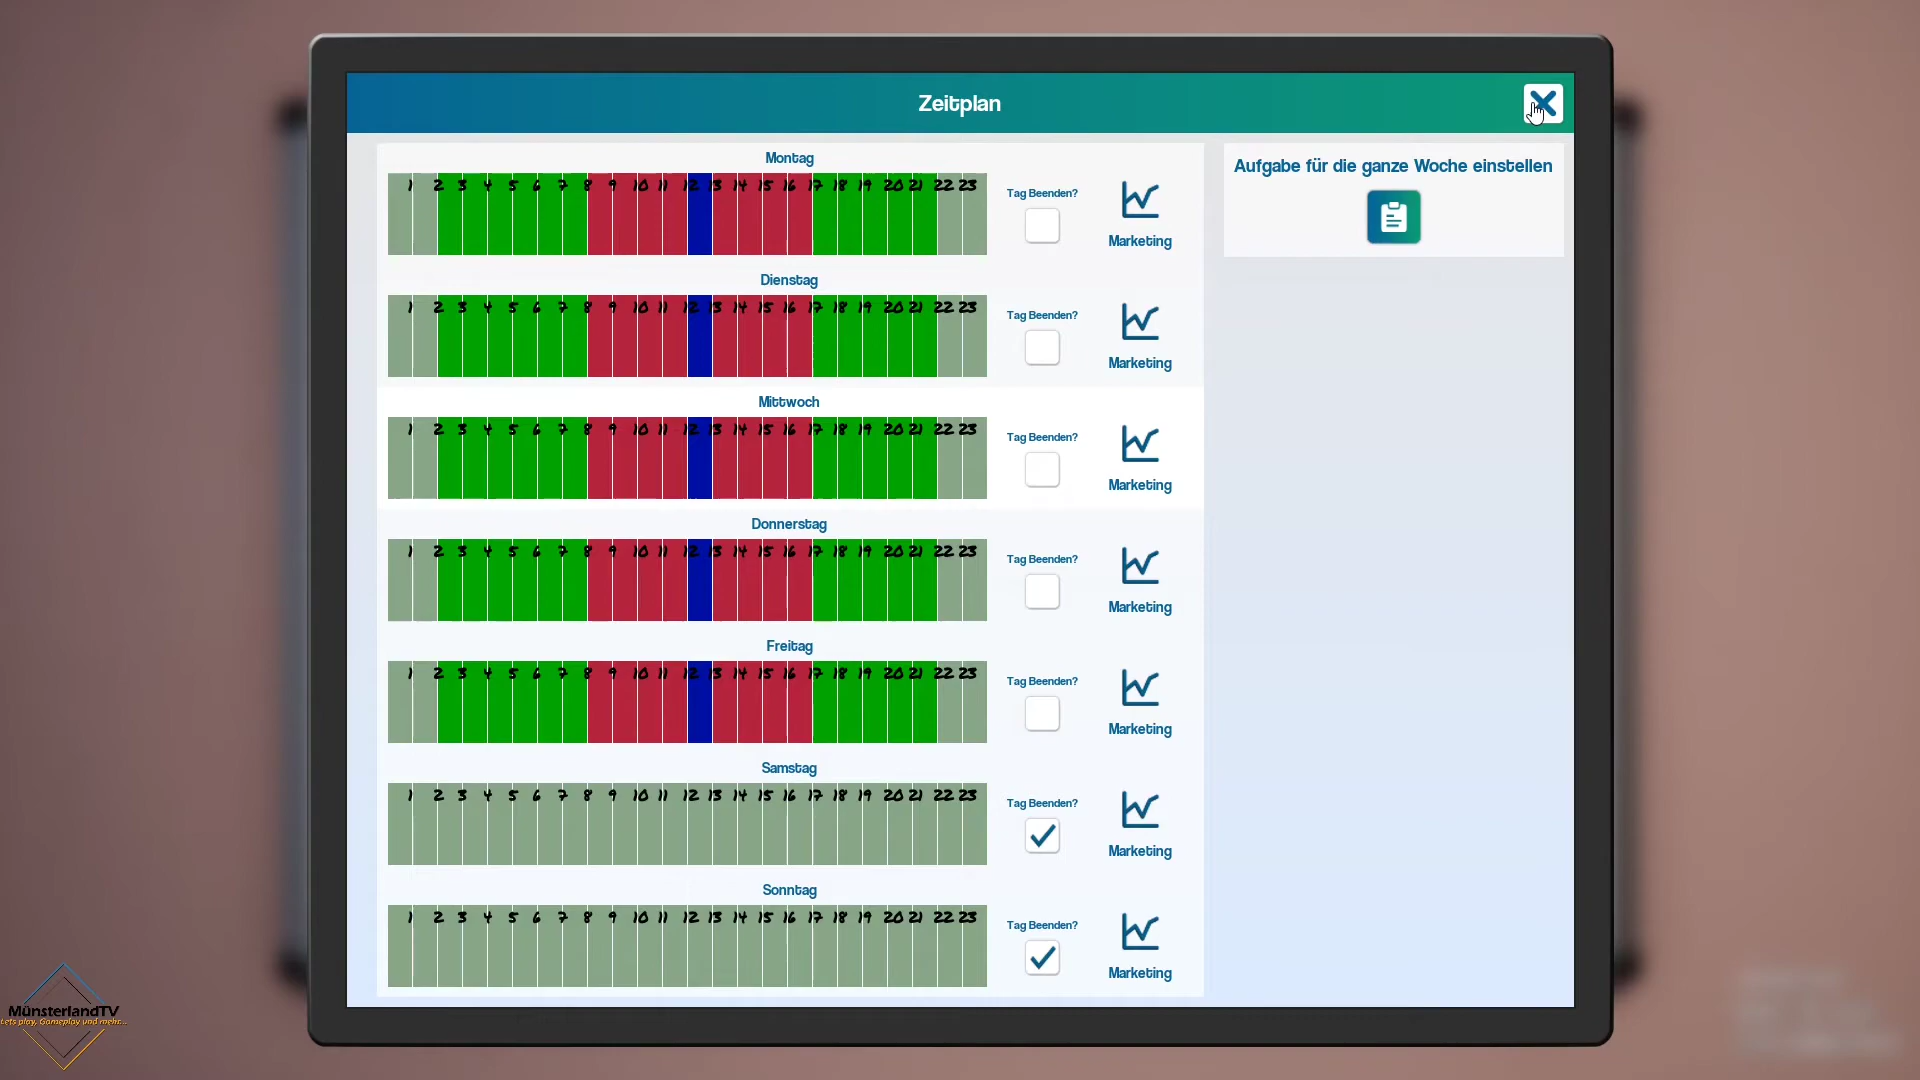 Zeitplan
Montag
1 2 3 4 5 6 7 8 9 10 11 12 13 14 15 16 17 18 19 20 21 22 23
Tag Beenden?
Marketing
Aufgabe für die ganze Woche einstellen
Dienstag
1 2 3 4 5 6 7 8 9 10 11 12 13 14 15 16 17 18 19 20 21 22 23
Tag Beenden?
Marketing
Mittwoch
1 2 3 4 5 6 7 8 9 10 11 12 13 14 15 16 17 18 19 20 21 22 23
Tag Beenden?
Marketing
Donnerstag
1 2 3 4 5 6 7 8 9 10 11 12 13 14 15 16 17 18 19 20 21 22 23
Tag Beenden?
Marketing
Freitag
1 2 3 4 5 6 7 8 9 10 11 12 13 14 15 16 17 18 19 20 21 22 23
Tag Beenden?
Marketing
Samstag
1 2 3 4 5 6 7 8 9 10 11 12 13 14 15 16 17 18 19 20 21 22 23
Tag Beenden?
Marketing
Sonntag
1 2 3 4 5 6 7 8 9 10 11 12 13 14 15 16 17 18 19 20 21 22 23
Tag Beenden?
Marketing
MünsterlandTV
Lets play, Gameplay und mehr...